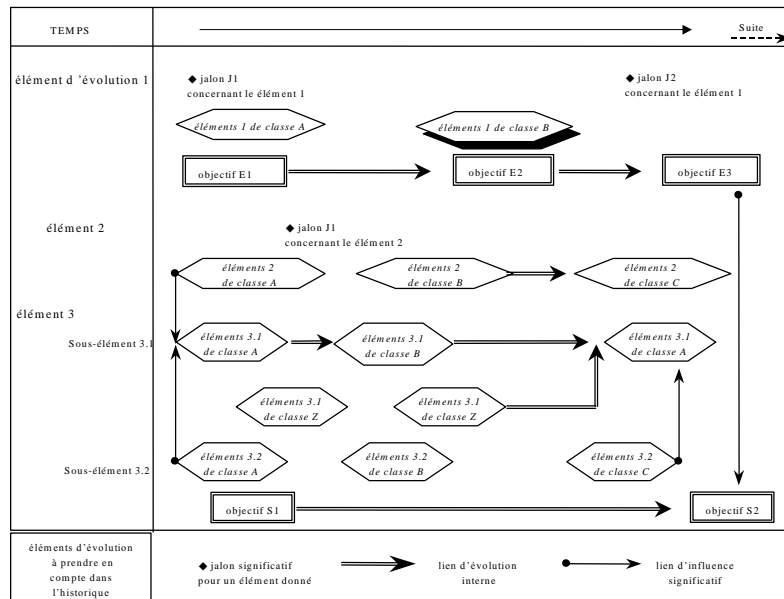 TEMPS
Suite
élément d 'évolution 1
◆ jalon J1
concernant le élément 1
◆ jalon J2
concernant le élément 1
éléments 1 de classe A
éléments 1 de classe B
objectif E1
objectif E2
objectif E3
élément 2
◆ jalon J1
concernant le élément 2
éléments 2
de classe A
éléments 2
de classe B
éléments 2
de classe C
élément 3
Sous-élément 3.1
éléments 3.1
de classe A
éléments 3.1
de classe B
éléments 3.1
de classe A
éléments 3.1
de classe Z
éléments 3.1
de classe Z
Sous-élément 3.2
éléments 3.2
de classe A
éléments 3.2
de classe B
éléments 3.2
de classe C
objectif S1
objectif S2
éléments d'évolution
à prendre en
compte dans
l'historique
◆ jalon significatif
pour un élément donné
lien d'évolution
interne
lien d'influence
significatif